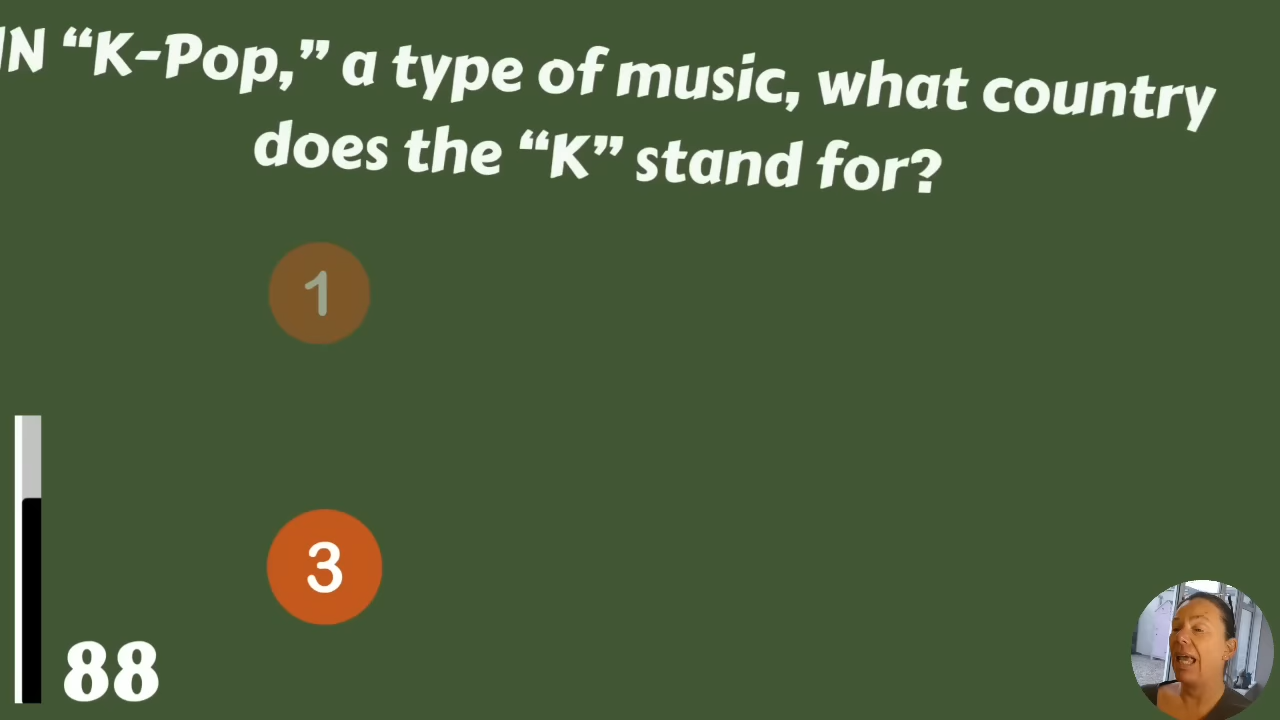 IN “K-Pop,” a type of music, what country
does the “K” stand for?
1
3
88